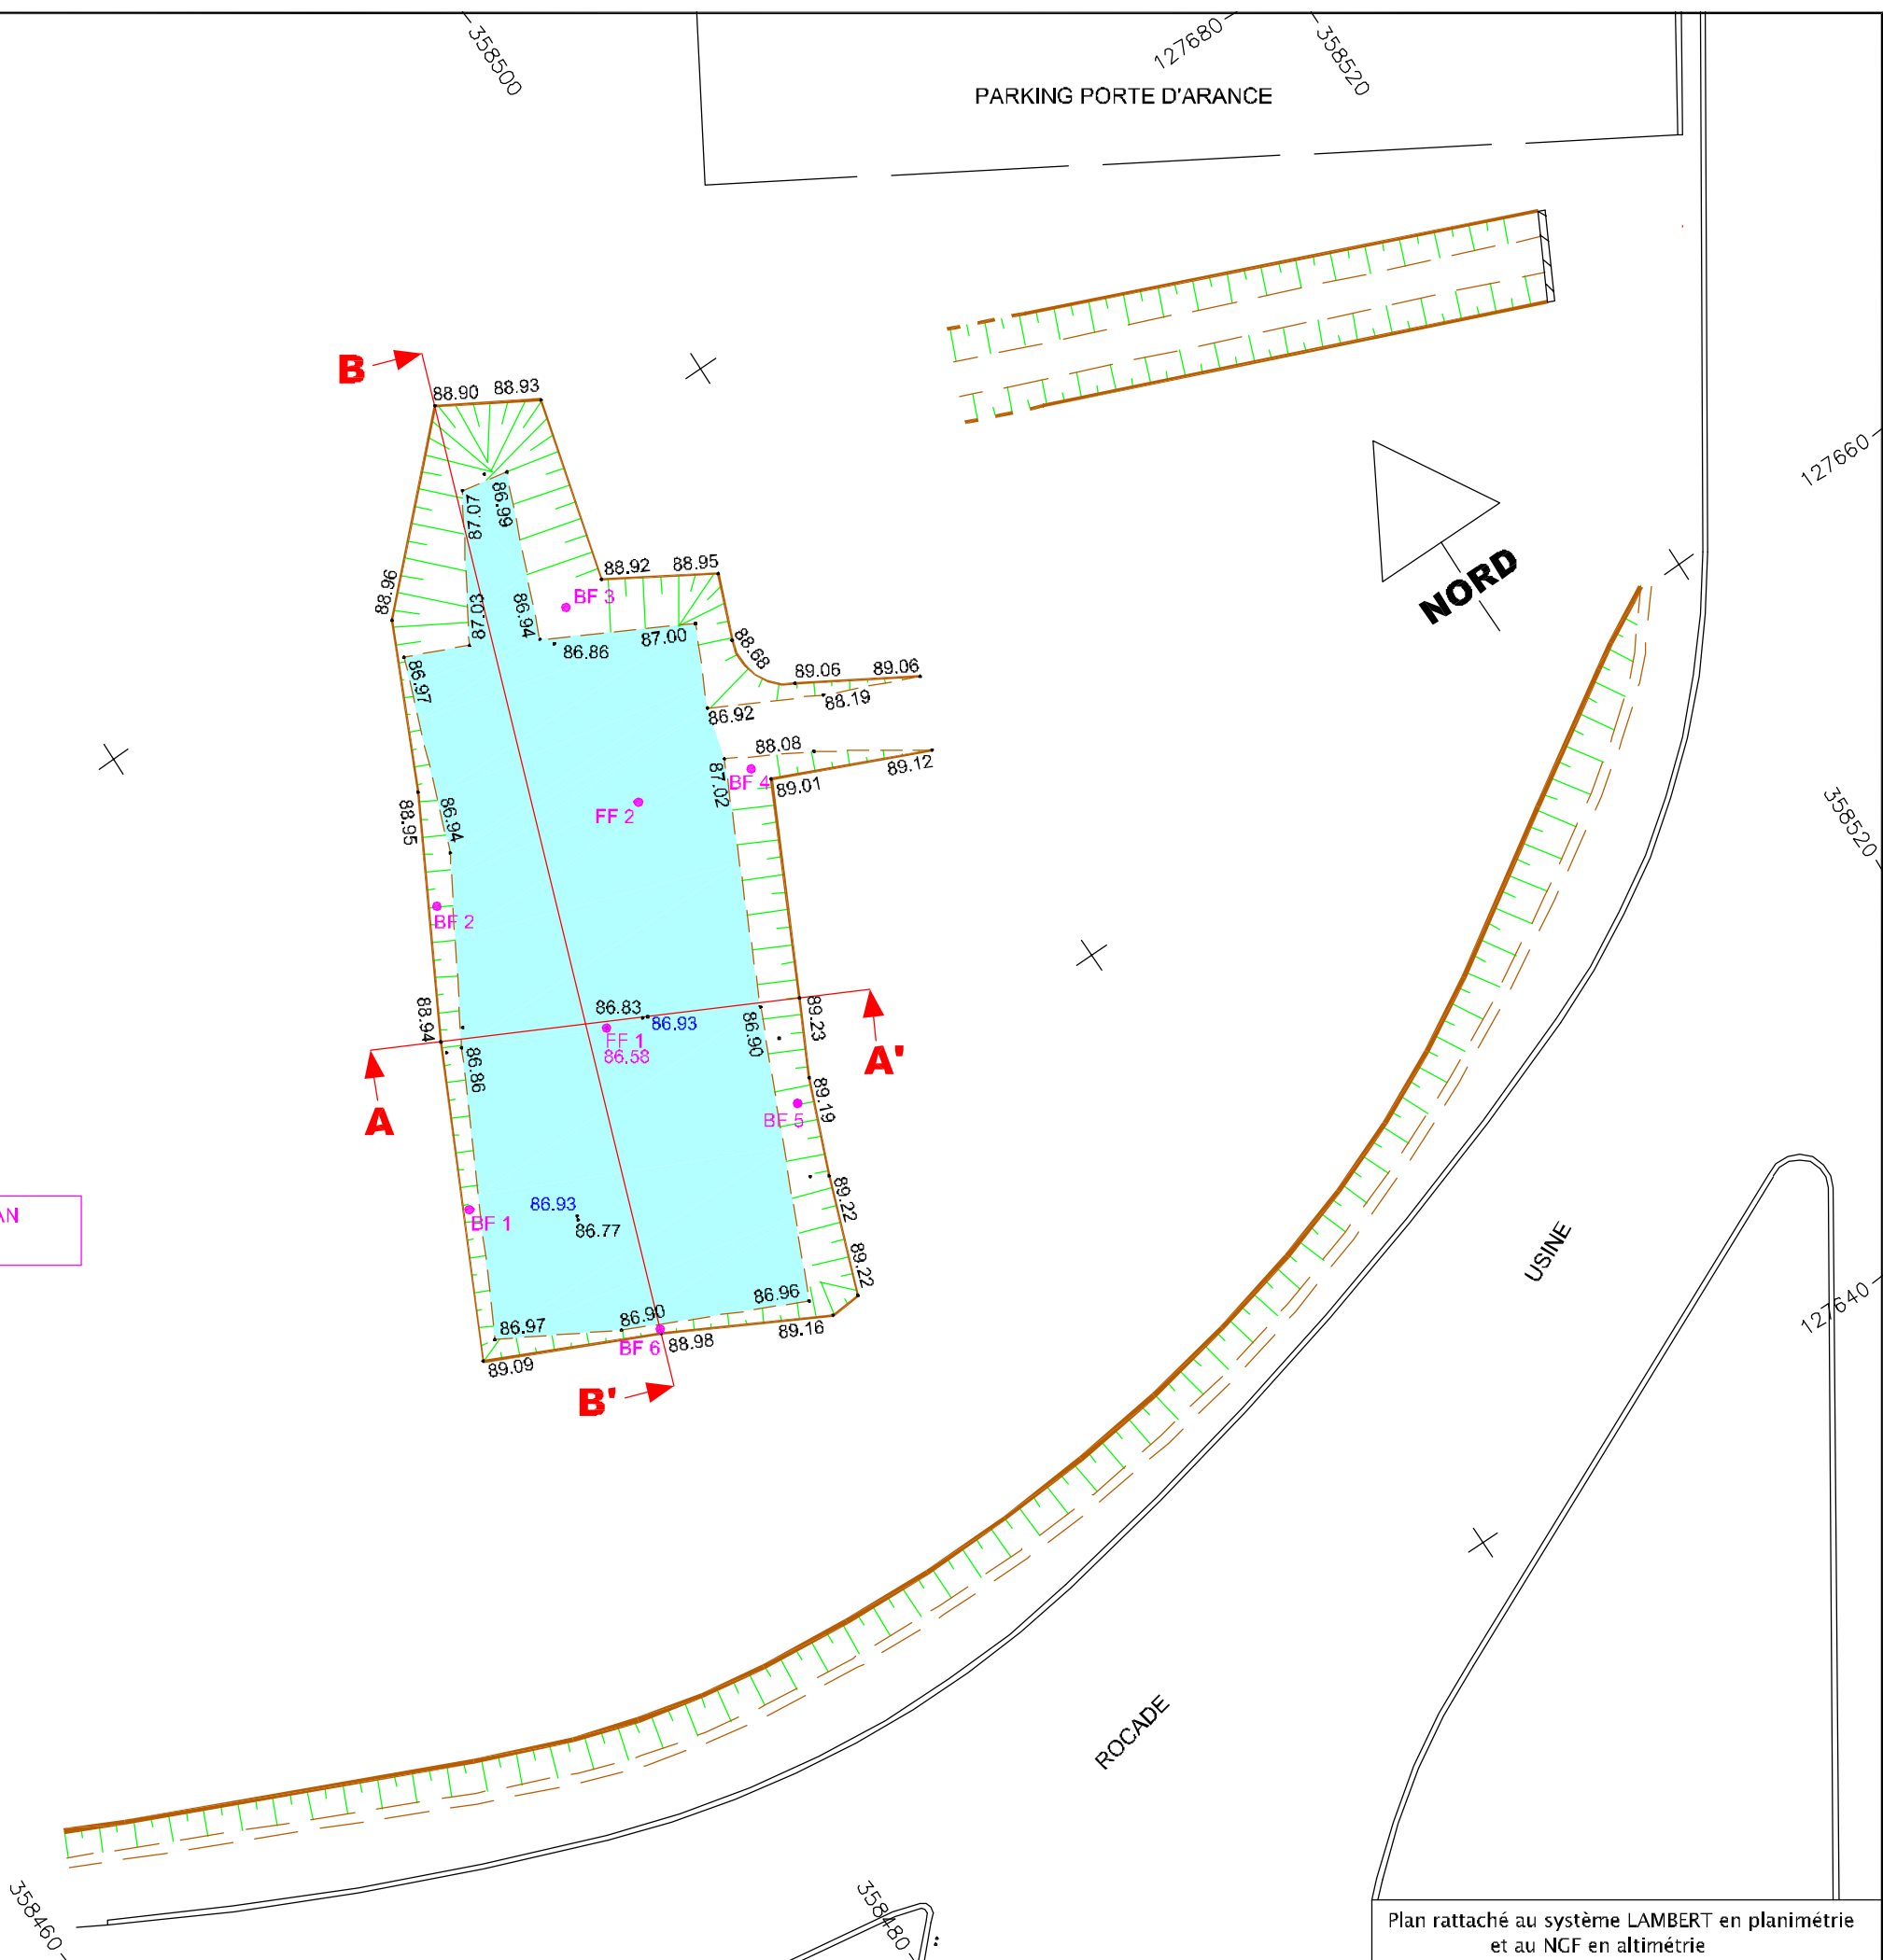 358500
127680
358520
PARKING PORTE D'ARANCE
B
88.90
88.93
127660
87.07
86.99
NORD
88.96
88.92
88.95
BF 3
87.03
86.94
87.00
86.86
88.68
86.97
89.06
89.06
88.19
86.92
88.08
87.02
BF 4
89.01
89.12
88.95
86.94
FF 2
358520
BF 2
88.94
86.83
86.93
FF 1
86.58
86.90
89.23
A'
86.86
A
89.19
BF 5
AN
86.93
86.77
BF 1
89.22
89.22
USINE
127640
86.97
86.90
86.96
89.09
BF 6
88.98
89.16
B'
ROCADE
358460
358480
Plan rattaché au système LAMBERT en planimétrie
et au NGF en altimétrie